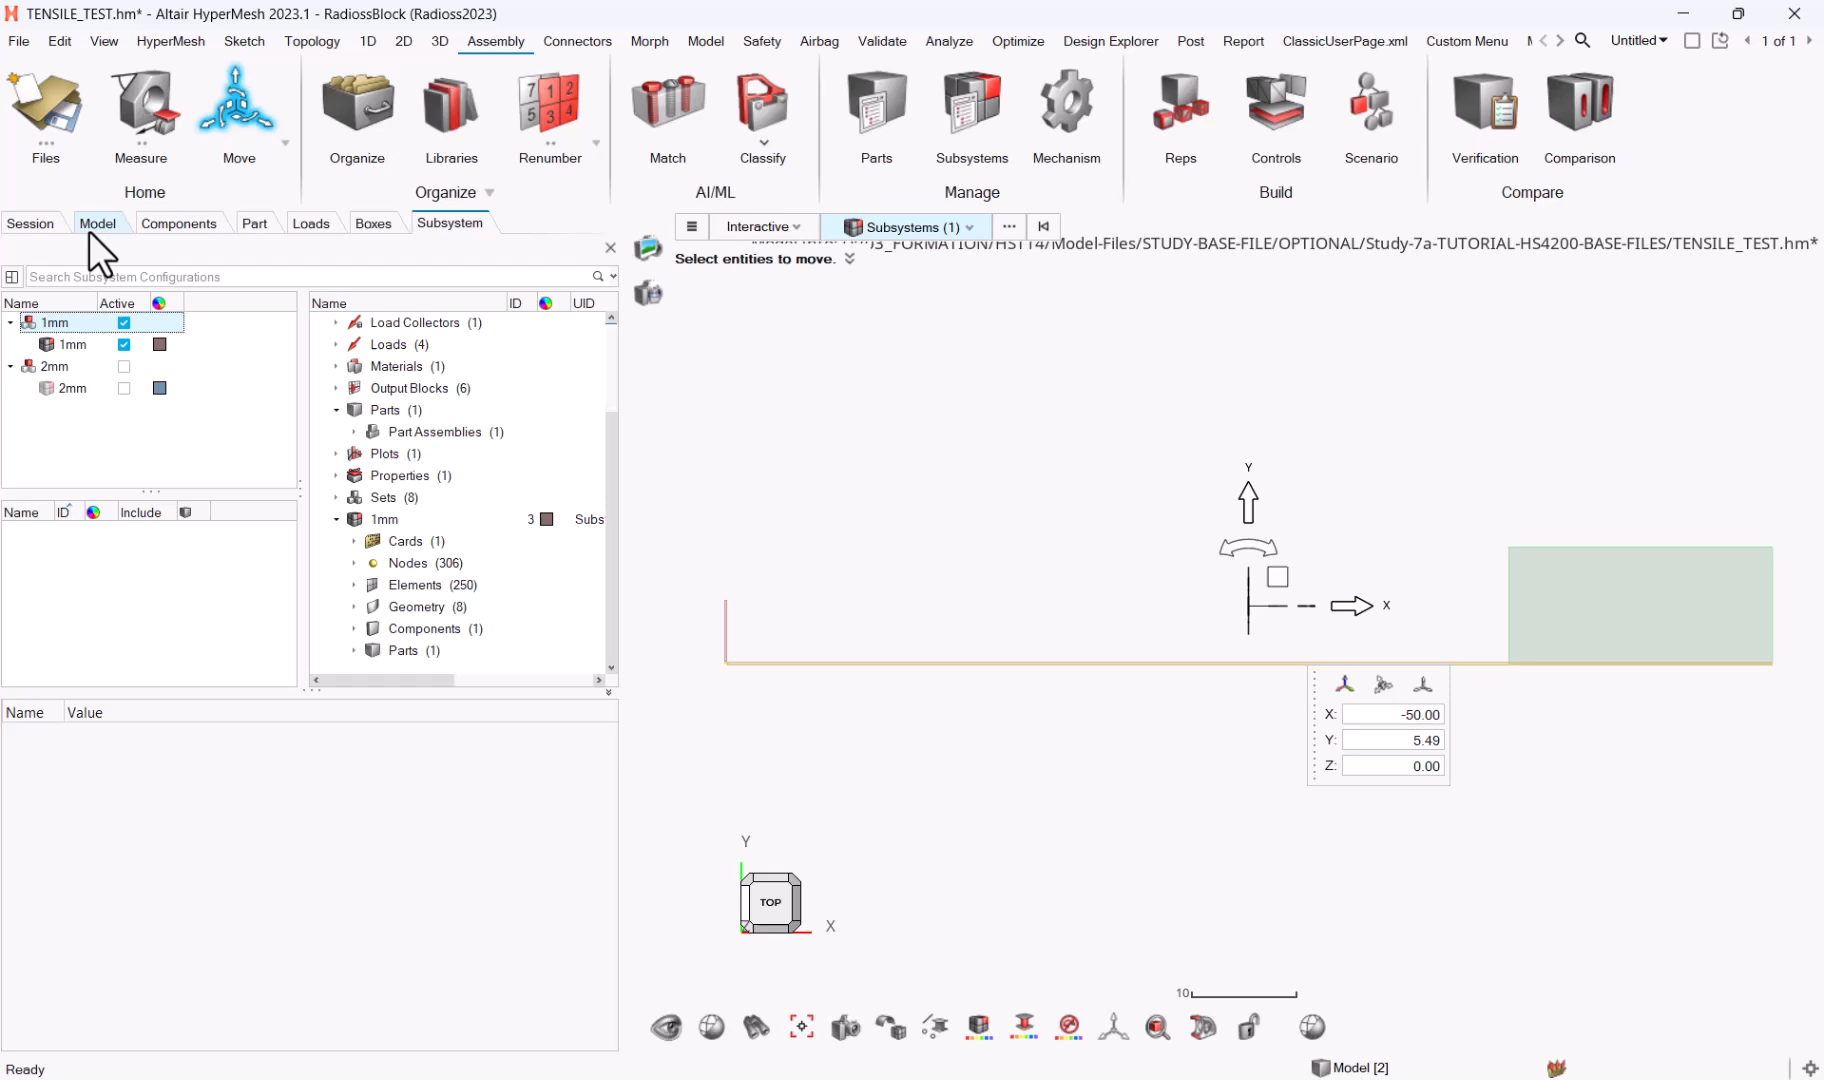 TENSILE_TEST.hm* - Altair HyperMesh 2023.1 - RadiossBlock (Radioss2023)
File Edit View HyperMesh Sketch Topology 1D 2D 3D Assembly Connectors Morph Model Safety Airbag Validate Analyze Optimize Design Explorer Post Report ClassicUserPage.xml Custom Menu Untitled 1 of 1
Files Measure Move Organize Libraries Renumber Match Classify Parts Subsystems Mechanism Reps Controls Scenario Verification Comparison
Home Organize AI/ML Manage Build Compare
Session Model Components Part Loads Boxes Subsystem
Interactive Subsystems (1)
_FORMATION/HST14/Model-Files/STUDY-BASE-FILE/OPTIONAL/Study-7a-TUTORIAL-HS4200-BASE-FILES/TENSILE_TEST.hm*
Select entities to move.
Search Subsystem Configurations
Name Active
1mm
1mm
2mm
2mm
Name ID Include
Name ID UID
Load Collectors (1)
Loads (4)
Materials (1)
Output Blocks (6)
Parts (1)
Part Assemblies (1)
Plots (1)
Properties (1)
Sets (8)
1mm 3 Subs
Cards (1)
Nodes (306)
Elements (250)
Geometry (8)
Components (1)
Parts (1)
Name Value
Y
X
X: -50.00
Y: 5.49
Z: 0.00
Y
TOP
X
10
Ready
Model [2]